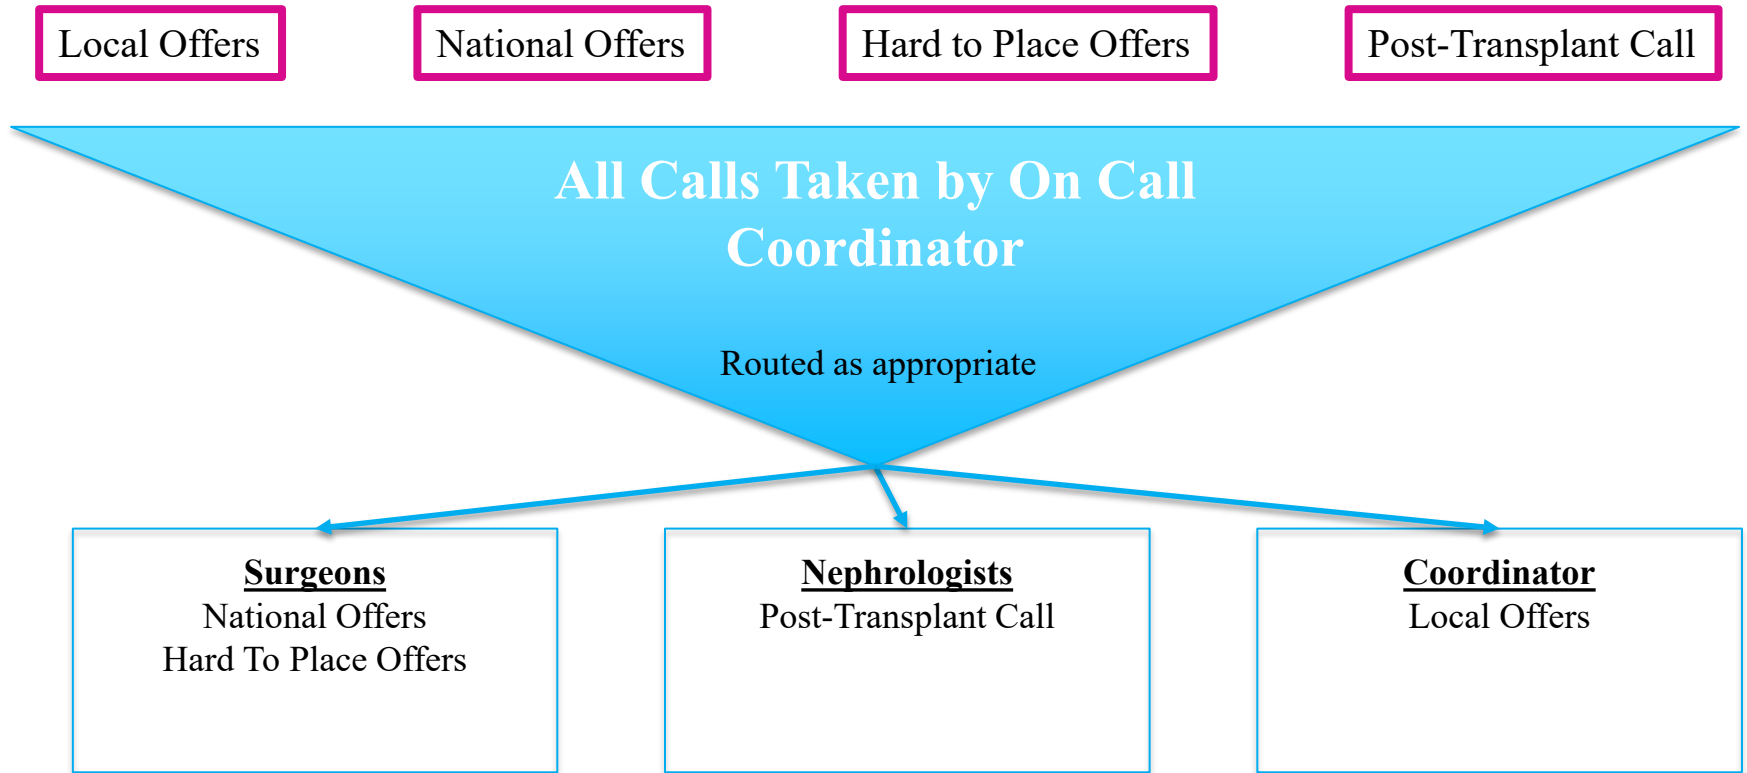 Local Offers
National Offers
Hard to Place Offers
Post-Transplant Call
All Calls Taken by On Call
Coordinator
Routed as appropriate
Surgeons
National Offers
Hard To Place Offers
Nephrologists
Post-Transplant Call
Coordinator
Local Offers